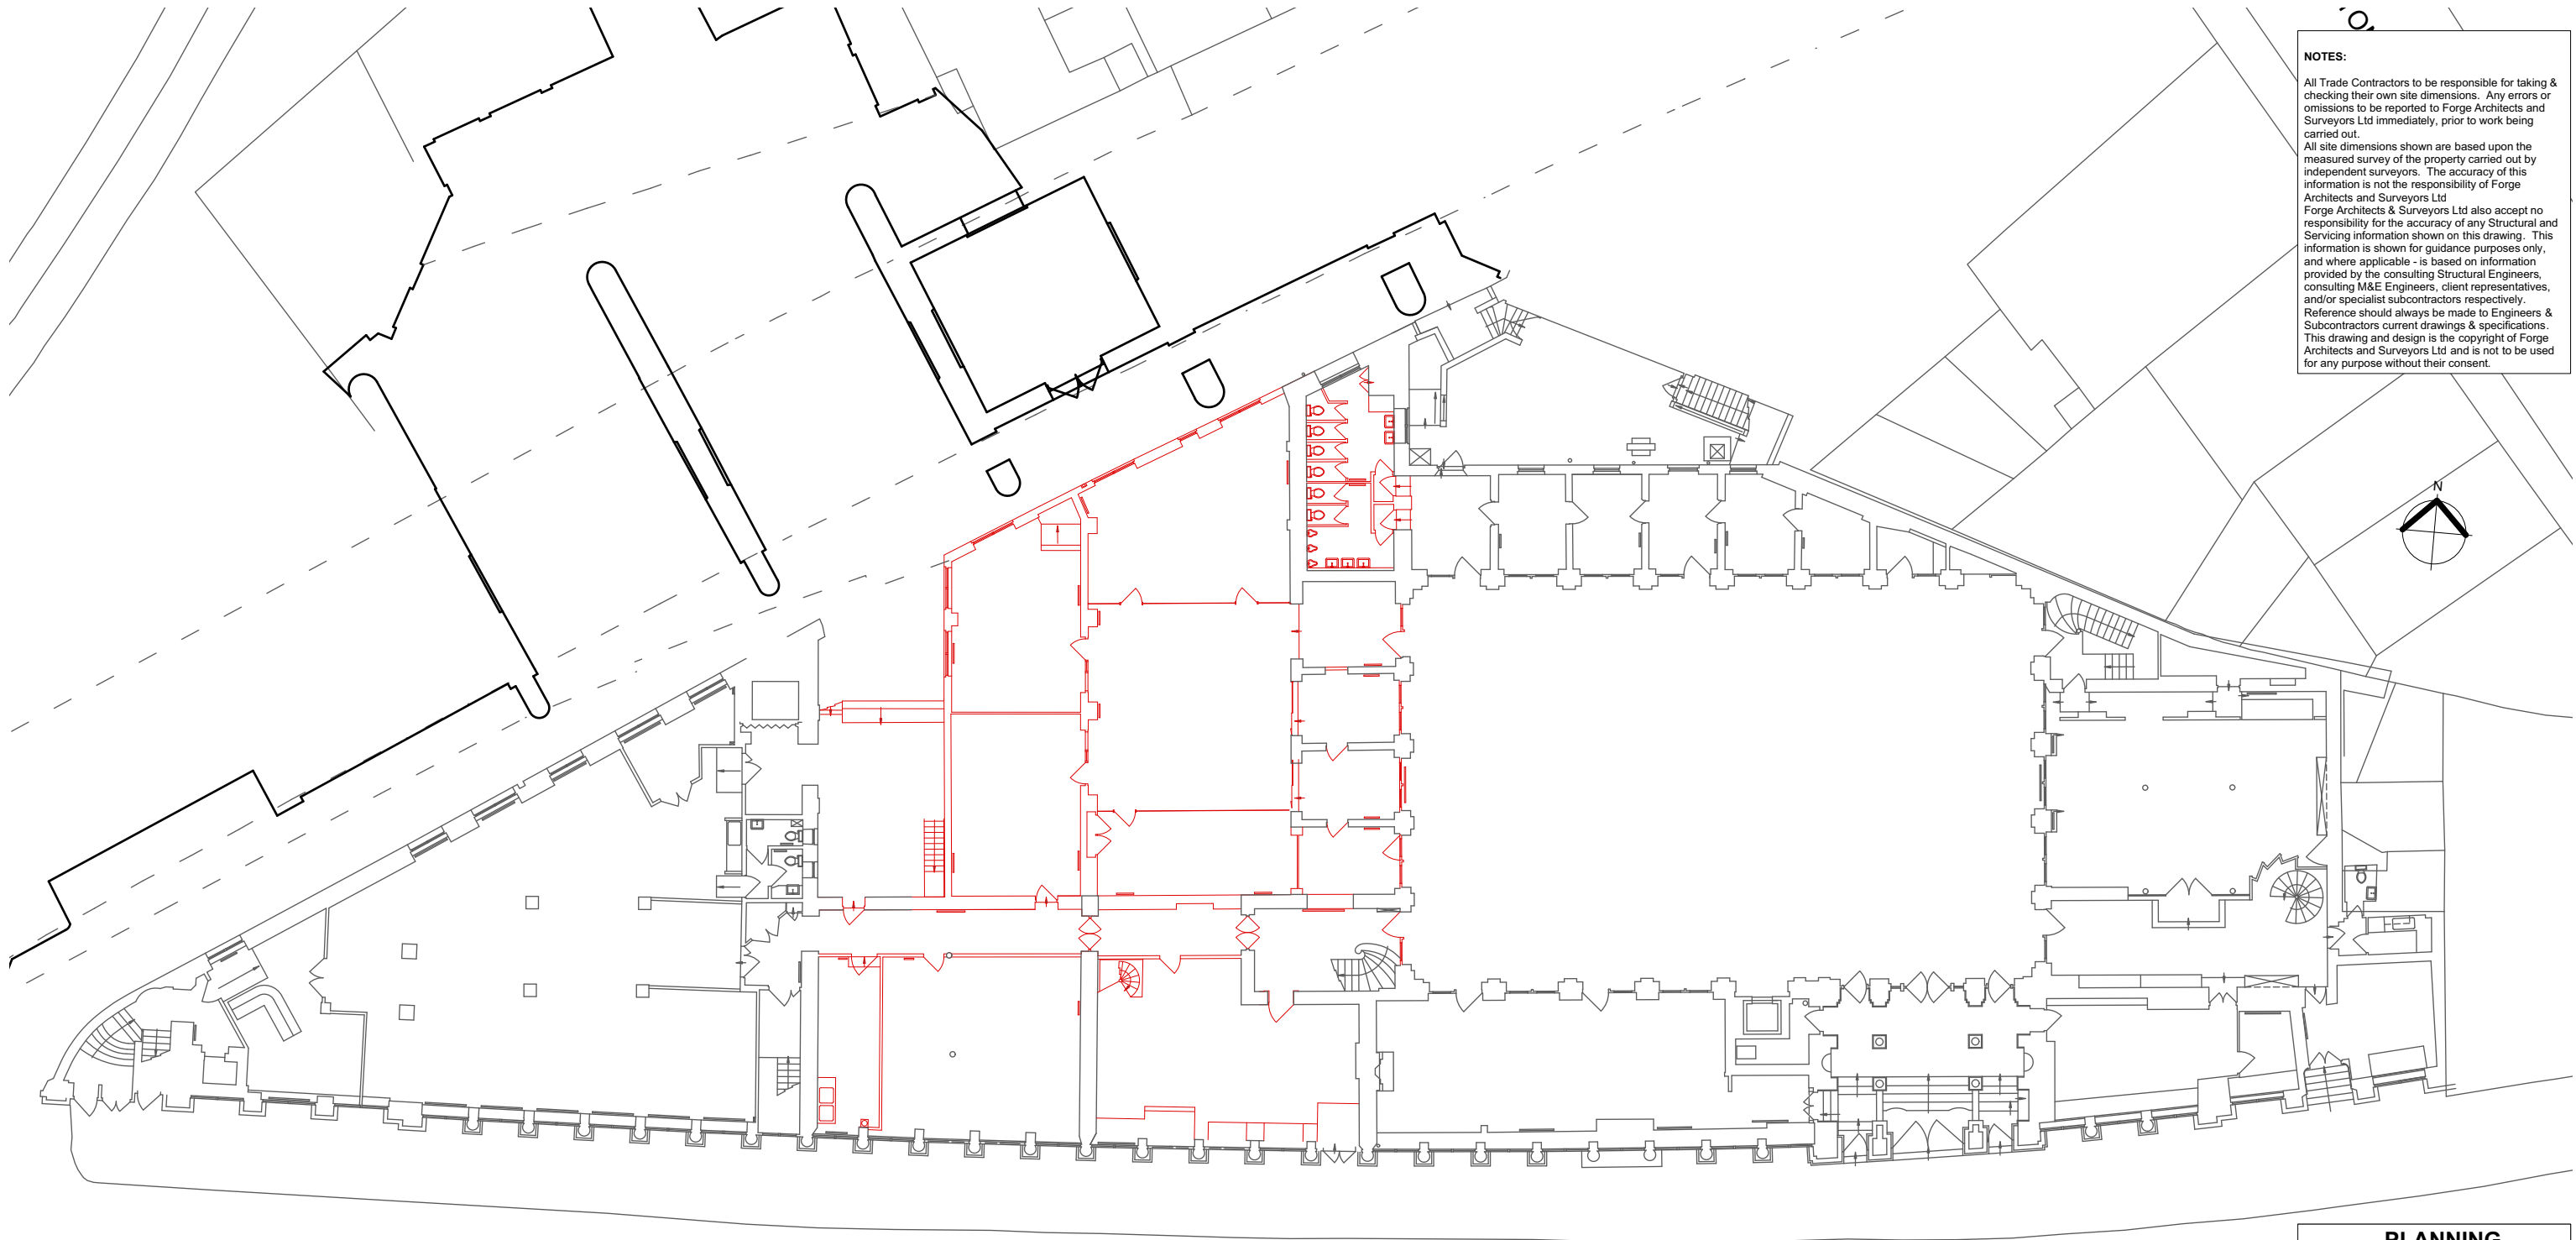 NOTES:
All Trade Contractors to be responsible for taking &
checking their own site dimensions. Any errors or
omissions to be reported to Forge Architects and
Surveyors Ltd immediately, prior to work being
carried out.
All site dimensions shown are based upon the
measured survey of the property carried out by
independent surveyors. The accuracy of this
information is not the responsibility of Forge
Architects and Surveyors Ltd
Forge Architects & Surveyors Ltd also accept no
responsibility for the accuracy of any Structural and
Servicing information shown on this drawing. This
information is shown for guidance purposes only,
and where applicable - is based on information
provided by the consulting Structural Engineers,
consulting M&E Engineers, client representatives,
and/or specialist subcontractors respectively.
Reference should always be made to Engineers &
Subcontractors current drawings & specifications.
This drawing and design is the copyright of Forge
Architects and Surveyors Ltd and is not to be used
for any purpose without their consent.
N
PLANNING